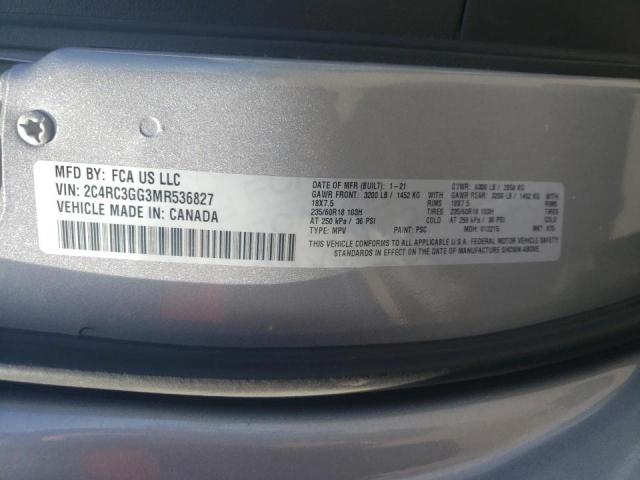 MFD BY: FCA US LLC
VIN: 2C4RC3GG3MR536827
VEHICLE MADE IN: CANADA
DATE OF MFR (BUILT): 1-21 GVWR: 6300 LB / 2858 KG
GAWR FRONT: 3200 LB / 1452 KG GAWR REAR: 3200 LB / 1452 KG
18X7.5 RIMS 18X7.5
235/60R18 103H TIRES 235/60R18 103H
AT 250 kPa / 36 PSI COLD AT 250 kPa / 36 PSI
TYPE: MPV PAINT: PSC MDH: 012215 MKT:
THIS VEHICLE CONFORMS TO ALL APPLICABLE U.S.A. FEDERAL MOTOR VEHICLE SAFETY
STANDARDS IN EFFECT ON THE DATE OF MANUFACTURE SHOWN ABOVE.